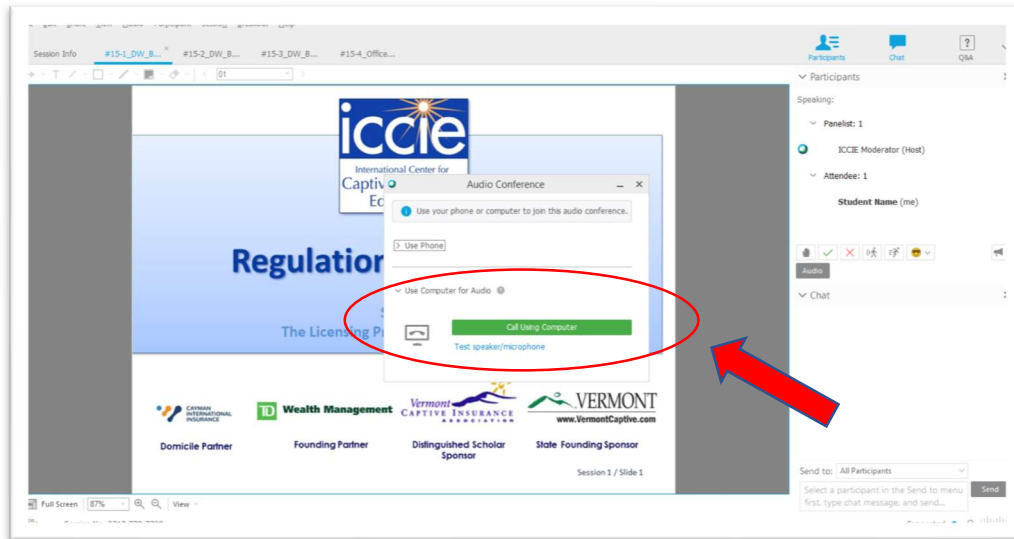 Session Info #15-1_DW_B... × #15-2_DW_B... #15-3_DW_B... #15-4_Office...
Participants Chat ? Q&A
T 01
Participants
Speaking:
Panelist: 1
ICCIE Moderator (Host)
Attendee: 1
Student Name (me)
Audio
Chat
iccie
International Center for
Captiv
Ed
Audio Conference
Use your phone or computer to join this audio conference.
> Use Phone
Use Computer for Audio
Call Using Computer
Test speaker/microphone
Regulation
The Licensing P
CAYMAN
INTERNATIONAL
INSURANCE
TD Wealth Management
Vermont
CAPTIVE INSURANCE
ASSOCIATION
VERMONT
www.VermontCaptive.com
Domicile Partner
Founding Partner
Distinguished Scholar
Sponsor
State Founding Sponsor
Session 1 / Slide 1
Send to: All Participants
Select a participant in the Send to menu
first, type chat message, and send...
Send
Full Screen 87% View